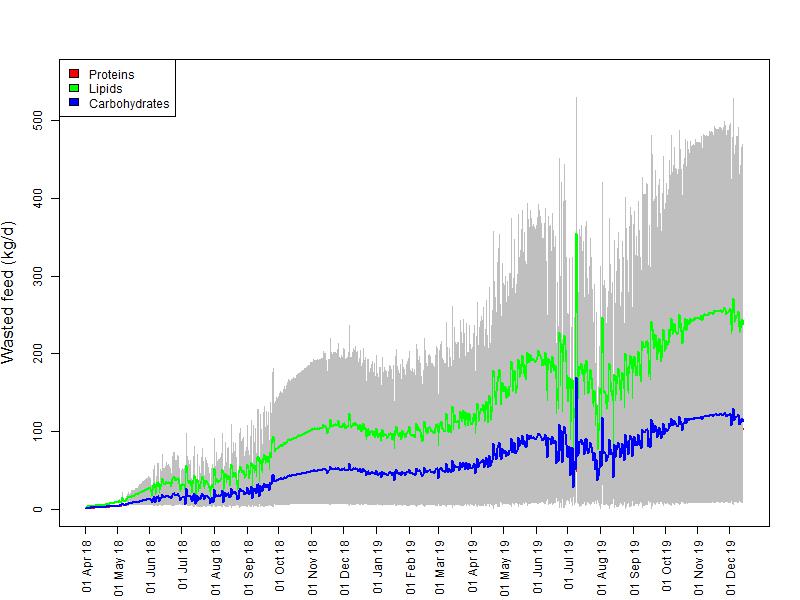 Proteins
Lipids
Carbohydrates
Wasted feed (kg/d)
500
400
300
200
100
0
01 Apr 18
01 May 18
01 Jun 18
01 Jul 18
01 Aug 18
01 Sep 18
01 Oct 18
01 Nov 18
01 Dec 18
01 Jan 19
01 Feb 19
01 Mar 19
01 Apr 19
01 May 19
01 Jun 19
01 Jul 19
01 Aug 19
01 Sep 19
01 Oct 19
01 Nov 19
01 Dec 19